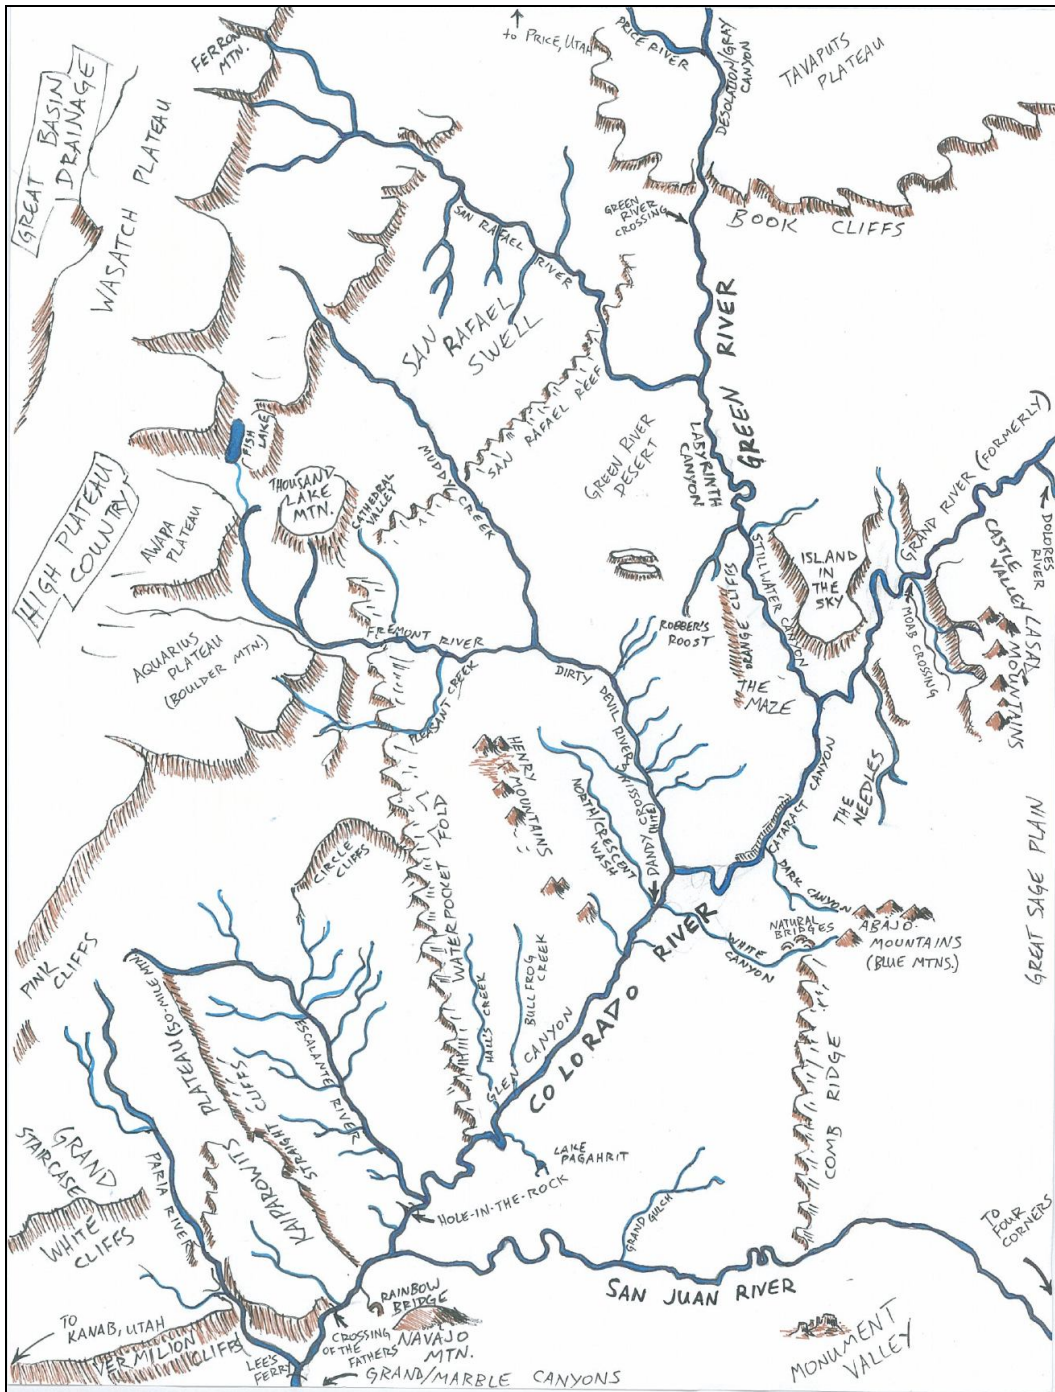 FERRON
MTN.
to PRICE, UTAH
PRICE RIVER
DESOLATION/GRAY
CANYON
TAVAPUTS
PLATEAU
GREAT BASIN
DRAINAGE
WASATCH PLATEAU
GREEN
RIVER
CROSSING
BOOK CLIFFS
SAN RAFAEL
RIVER
SAN RAFAEL
SWELL
GREEN RIVER
SAN RAFAEL REEF
FISH
LAKE
MUDDY CREEK
GREEN RIVER
DESERT
LABYRINTH
CANYON
HIGH PLATEAU
COUNTRY
AWAPA
PLATEAU
THOUSAND
LAKE
MTN.
CATHEDRAL
VALLEY
GRAND RIVER (FORMERLY)
DOLORES
RIVER
CASTLE
VALLEY
ISLAND
IN
THE
SKY
STILLWATER CANYON
ORANGE CLIFFS
ROBBER'S
ROOST
MOAB CROSSING
LASAL
MOUNTAINS
FREMONT RIVER
AQUARIUS
PLATEAU
(BOULDER MTN.)
DIRTY
DEVIL RIVER
THE
MAZE
PLEASANT CREEK
HENRY
MOUNTAINS
NORTH/CRESCENT
WASH
DANDY CROSSING
(HITE)
CATARACT CANYON
THE
NEEDLES
CIRCLE
CLIFFS
WATERPOCKET
FOLD
DARK CANYON
NATURAL
BRIDGES
ABAJO
MOUNTAINS
(BLUE MTNS.)
WHITE
CANYON
GREAT SAGE PLAIN
PINK CLIFFS
HALL'S CREEK
BULLFROG
CREEK
GLEN CANYON
COLORADO RIVER
ESCALANTE
RIVER
KAIPAROWITS
PLATEAU (50-MILE MTN.)
STRAIGHT
CLIFFS
COMB RIDGE
LAKE
PAGAHRIT
HOLE-IN-THE-ROCK
GRAND
STAIRCASE
PARIA RIVER
WHITE
CLIFFS
GRAND GULCH
TO
FOUR
CORNERS
SAN JUAN RIVER
RAINBOW
BRIDGE
NAVAJO
MTN.
CROSSING
OF THE
FATHERS
TO
KANAB, UTAH
VERMILION CLIFFS
LEE'S
FERRY
GRAND/MARBLE CANYONS
MONUMENT
VALLEY